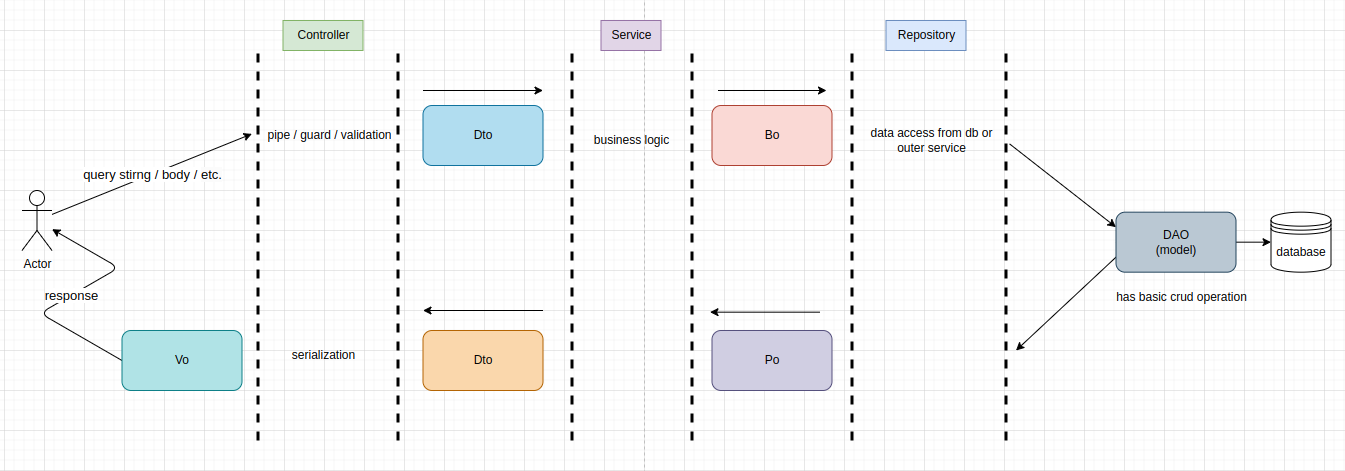 Controller
Service
Repository
pipe / guard / validation
Dto
business logic
Bo
data access from db or
outer service
query stirng / body / etc.
Actor
DAO
(model)
database
has basic crud operation
response
Vo
serialization
Dto
Po